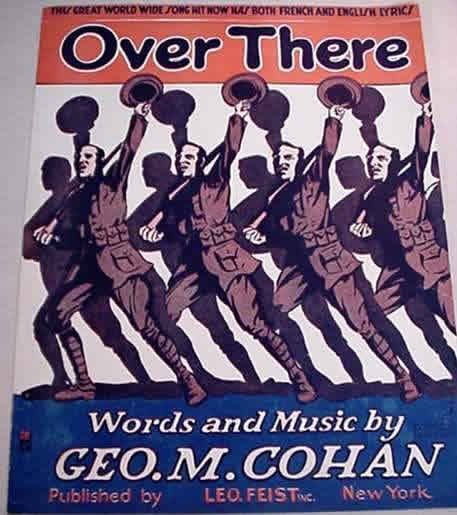 THIS GREAT WORLD WIDE SONG HIT NOW HAS BOTH FRENCH AND ENGLISH LYRICS
Over There
Words and Music by
GEO. M. COHAN
Published by LEO. FEIST INC. New York